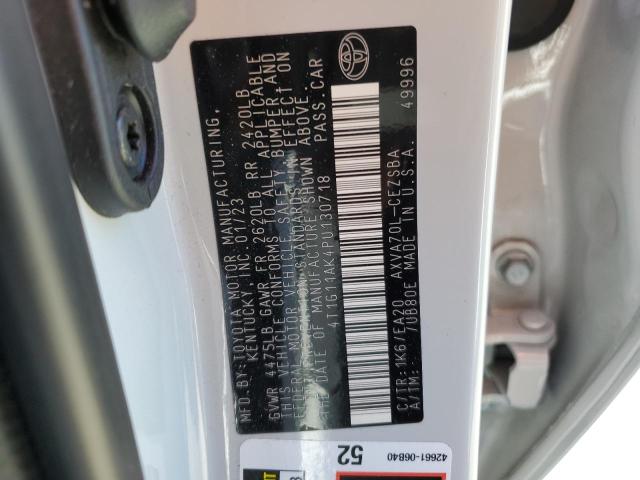 MFD.BY:TOYOTA MOTOR MANUFACTURING,
KENTUCKY, INC. 01/23
GVWR 4475LB GAWR FR 2620LB RR 2420LB
THIS VEHICLE CONFORMS TO ALL APPLICABLE
FEDERAL MOTOR VEHICLE SAFETY, BUMPER AND
THEFT PREVENTION STANDARDS IN EFFECT ON
THE DATE OF MANUFACTURE SHOWN ABOVE.
4T1G11AK4PU130718 PASS.CAR
C/TR:1K6/EA20 AXVA70L-CEZSBA
A/TM: -/UB80E MADE IN U.S.A. 49996
52
42661-06B40